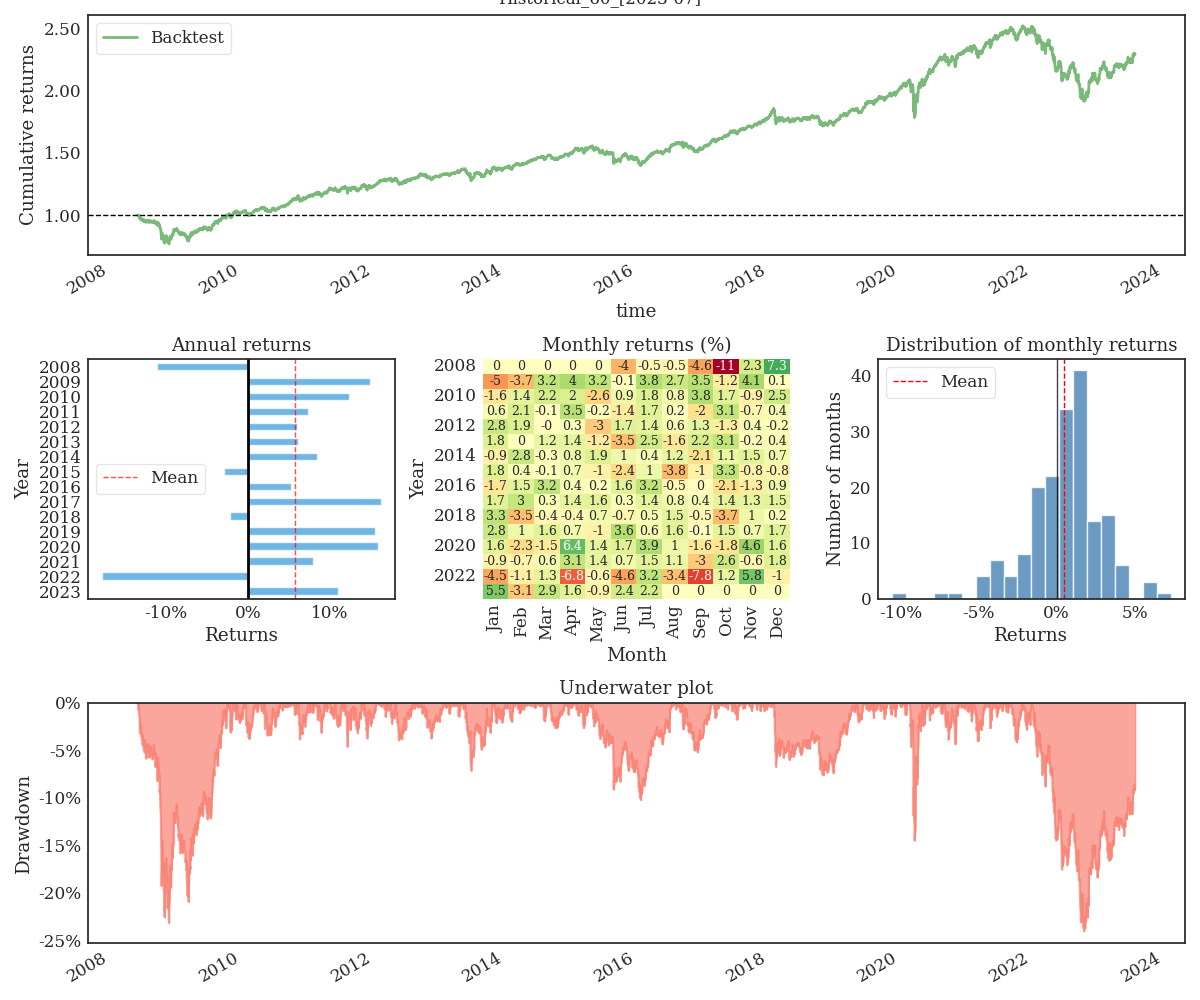 Historical_60_[2023-07]
2.50
2.00
1.50
1.00
Cumulative returns
Backtest
2008 2010 2012 2014 2016 2018 2020 2022 2024
time
Annual returns
2008
2009
2010
2011
2012
2013
2014
2015
2016
2017
2018
2019
2020
2021
2022
2023
Year
Mean
-10% 0% 10%
Returns
Monthly returns (%)
2008 0 0 0 0 0 -4 -0.5 -0.5 -4.6 -11 2.3 7.3
-5 -3.7 3.2 4 3.2 -0.1 3.8 2.7 3.5 -1.2 4.1 0.1
2010 -1.6 1.4 2.2 2 -2.6 0.9 1.8 0.8 3.8 1.7 -0.9 2.5
0.6 2.1 -0.1 3.5 -0.2 -1.4 1.7 0.2 -2 3.1 -0.7 0.4
2012 2.8 1.9 -0 0.3 -3 1.7 1.4 0.6 1.3 -1.3 0.4 -0.2
1.8 0 1.2 1.4 -1.2 -3.5 2.5 -1.6 2.2 3.1 -0.2 0.4
2014 -0.9 2.8 -0.3 0.8 1.9 1 0.4 1.2 -2.1 1.1 1.5 0.7
1.8 0.4 -0.1 0.7 -1 -2.4 1 -3.8 -1 3.3 -0.8 -0.8
2016 -1.7 1.5 3.2 0.4 0.2 1.6 3.2 -0.5 0 -2.1 -1.3 0.9
1.7 3 0.3 1.4 1.6 0.3 1.4 0.8 0.4 1.4 1.3 1.5
2018 3.3 -3.5 -0.4 -0.4 0.7 -0.7 0.5 1.5 -0.5 -3.7 1 0.2
2.8 1 1.6 0.7 -1 3.6 0.6 1.6 -0.1 1.5 0.7 1.7
2020 1.6 -2.3 -1.5 6.4 1.4 1.7 3.9 1 -1.6 -1.8 4.6 1.6
-0.9 -0.7 0.6 3.1 1.4 0.7 1.5 1.1 -3 2.6 -0.6 1.8
2022 -4.5 -1.1 1.3 -6.8 -0.6 -4.6 3.2 -3.4 -7.8 1.2 5.8 -1
5.5 -3.1 2.9 1.6 -0.9 2.4 2.2 0 0 0 0 0
Year
Jan Feb Mar Apr May Jun Jul Aug Sep Oct Nov Dec
Month
Distribution of monthly returns
Mean
40
30
20
10
0
Number of months
-10% -5% 0% 5%
Returns
Underwater plot
0%
-5%
-10%
-15%
-20%
-25%
Drawdown
2008 2010 2012 2014 2016 2018 2020 2022 2024